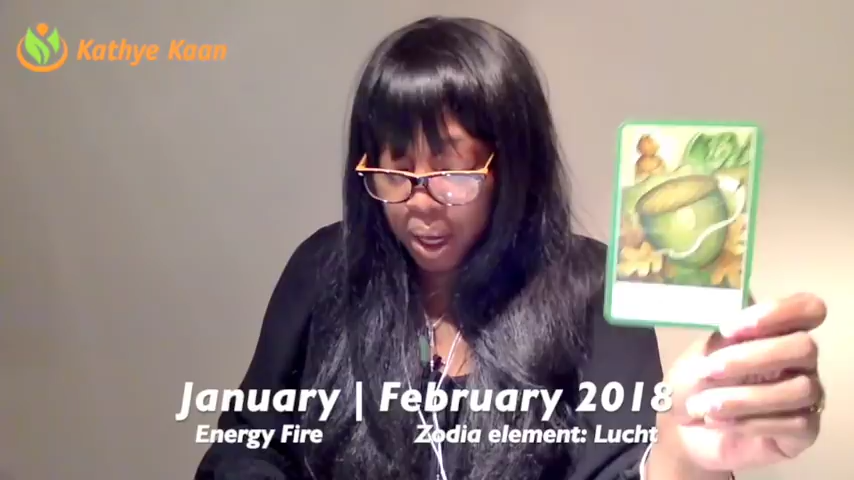 Kathye Kaan
January | February 2018
Energy Fire
Zodia element: Lucht